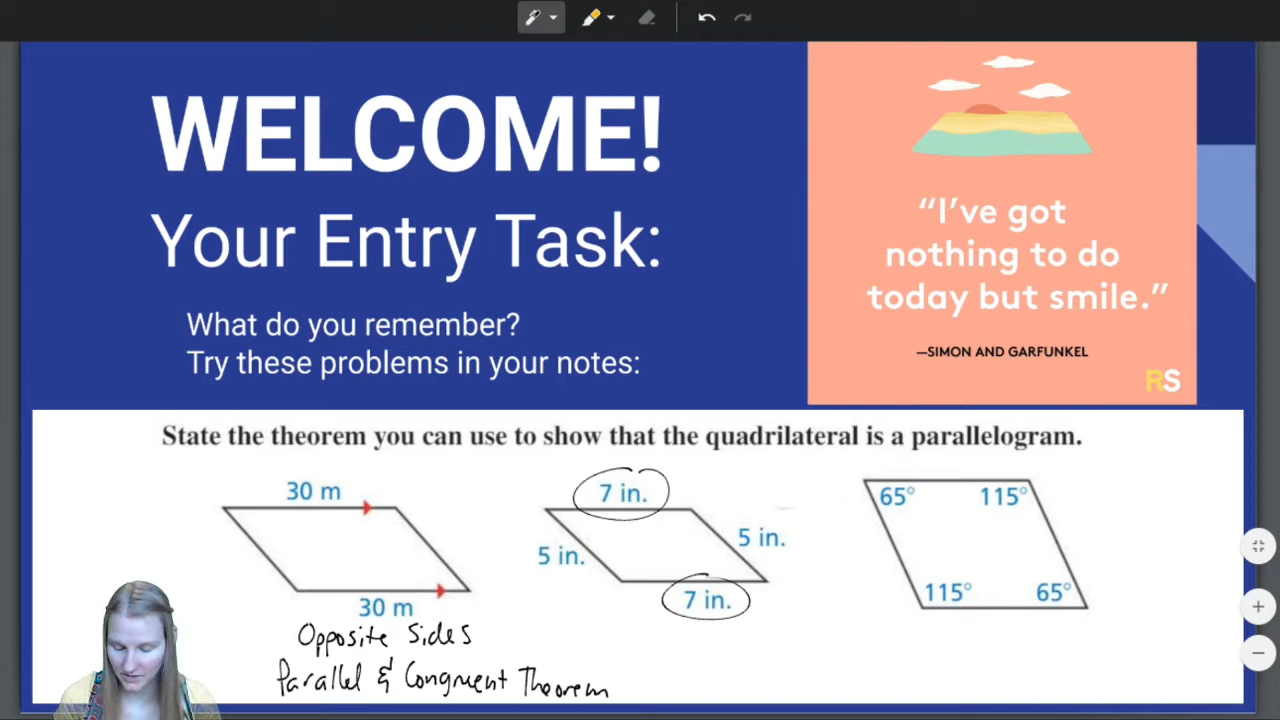 WELCOME!
Your Entry Task:
What do you remember?
Try these problems in your notes:
“I’ve got
nothing to do
today but smile.”
—SIMON AND GARFUNKEL
RS
State the theorem you can use to show that the quadrilateral is a parallelogram.
30 m
30 m
Opposite Sides
Parallel & Congruent Theorem
7 in.
5 in.
5 in.
7 in.
65°
115°
115°
65°